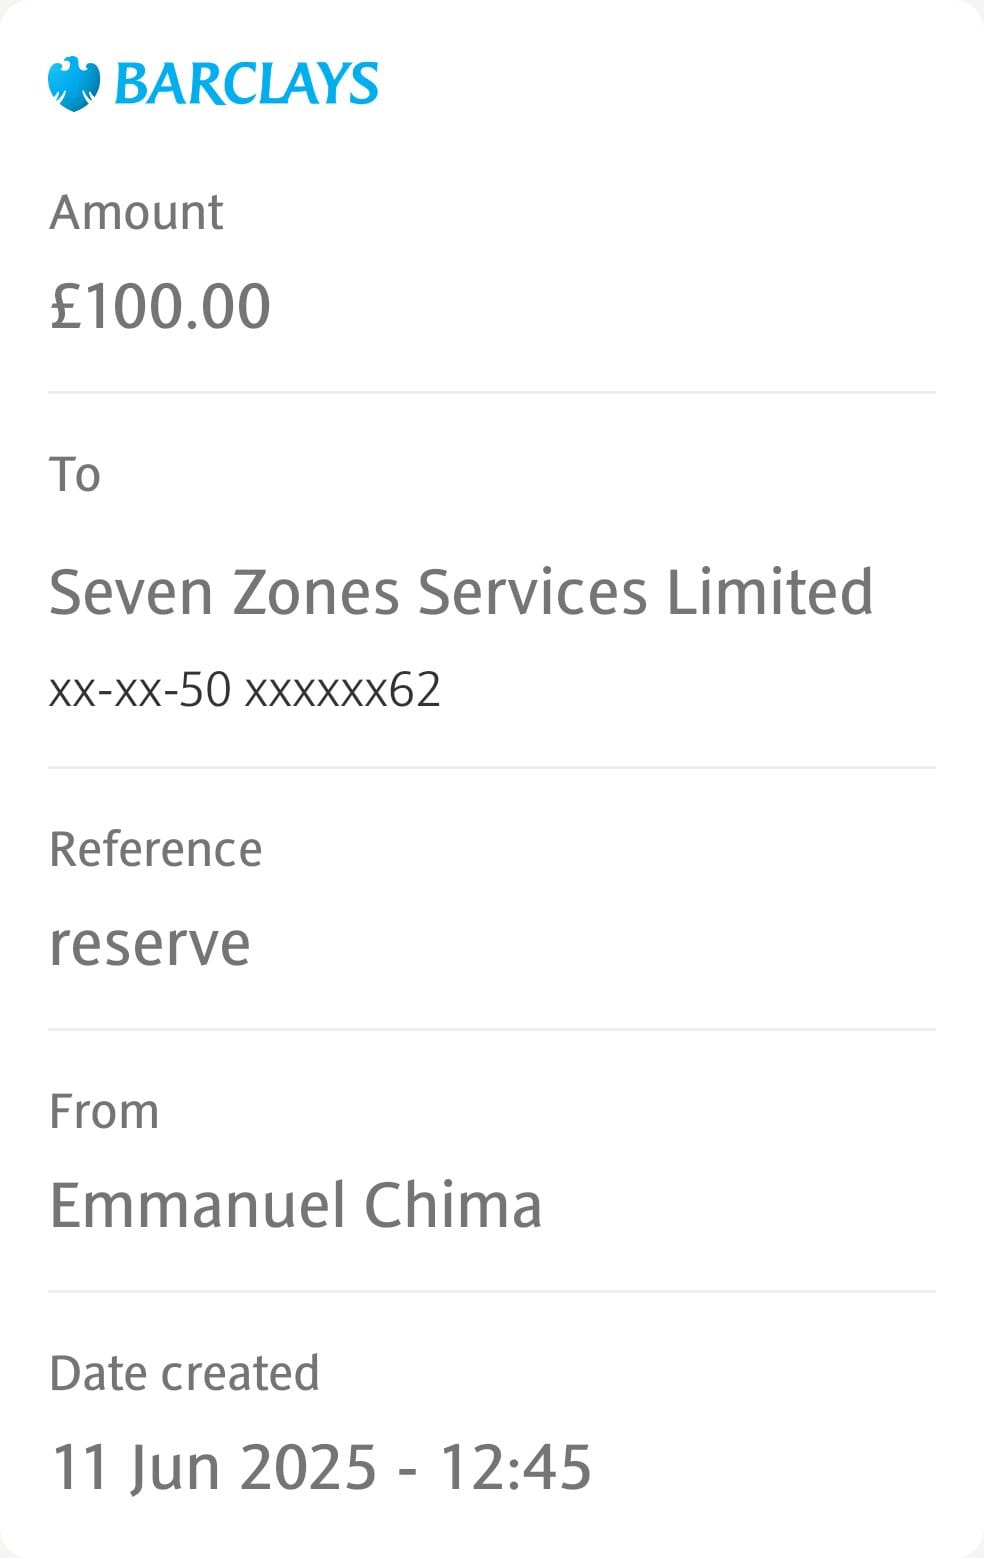 BARCLAYS
Amount
£100.00
To
Seven Zones Services Limited
xx-xx-50 xxxxxx62
Reference
reserve
From
Emmanuel Chima
Date created
11 Jun 2025 - 12:45